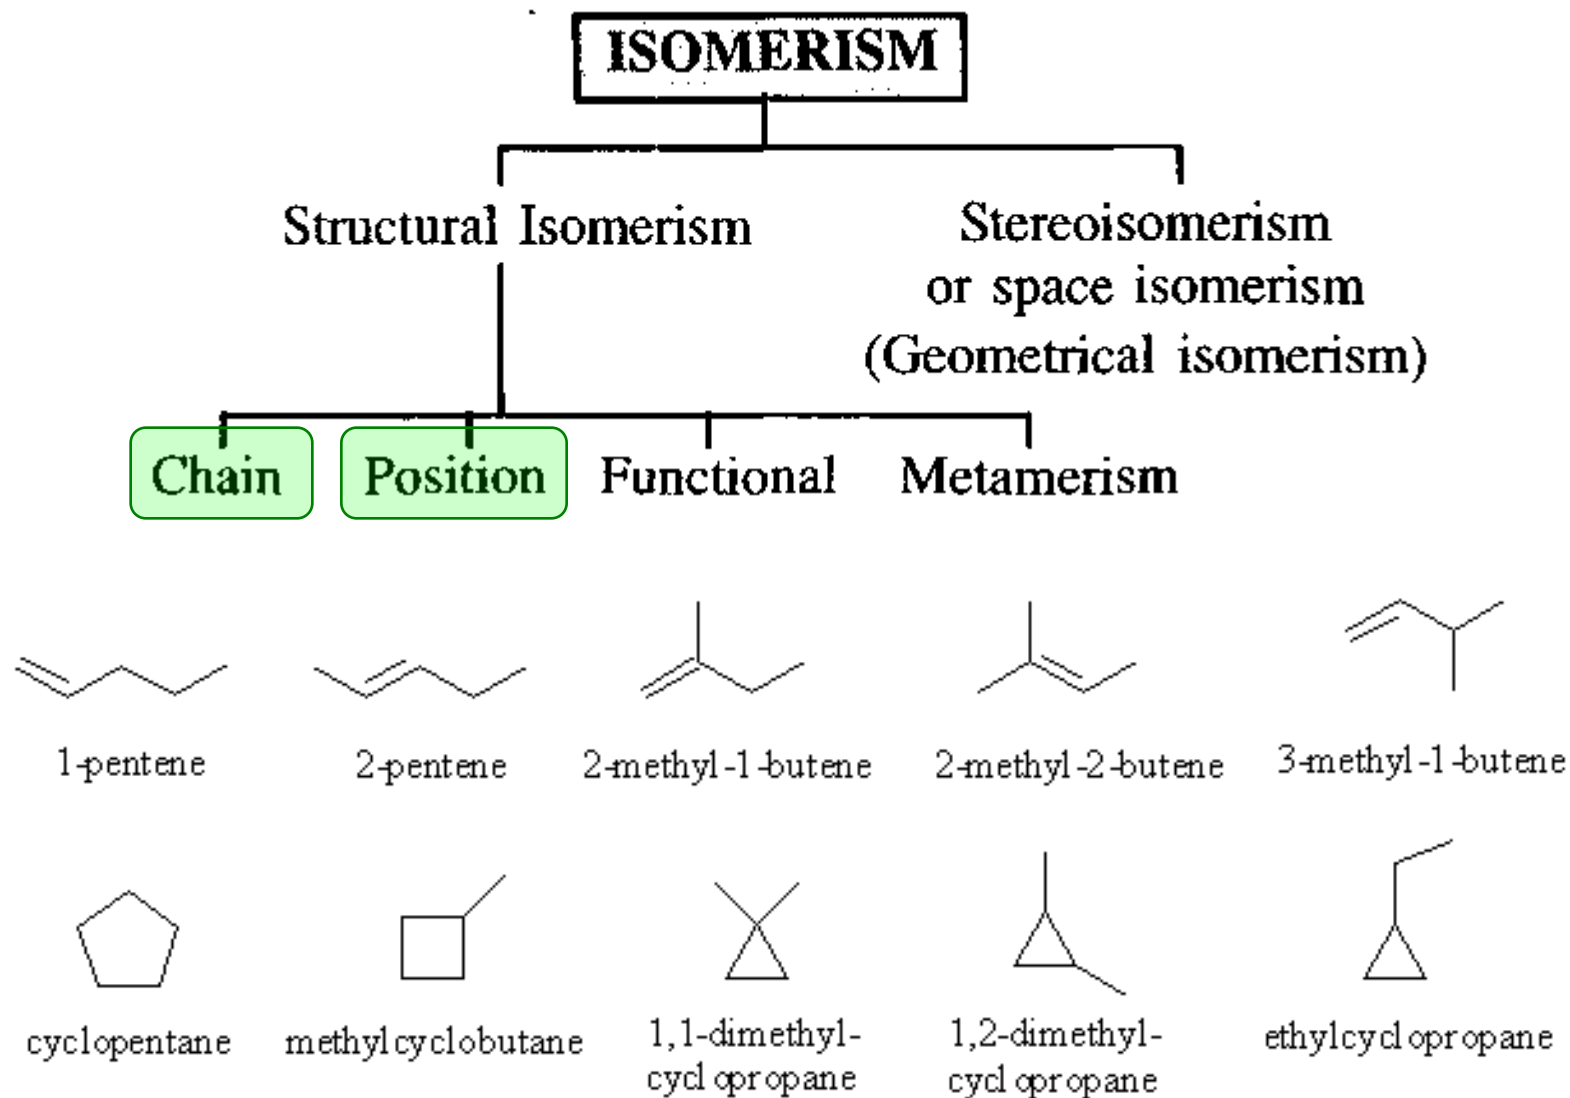 ISOMERISM
Structural Isomerism
Stereoisomerism
or space isomerism
(Geometrical isomerism)
Chain Position Functional Metamerism
1-pentene 2-pentene 2-methyl-1-butene 2-methyl-2-butene 3-methyl-1-butene
cyclopentane methylcyclobutane 1,1-dimethyl-
cyclopropane 1,2-dimethyl-
cyclopropane ethylcyclopropane